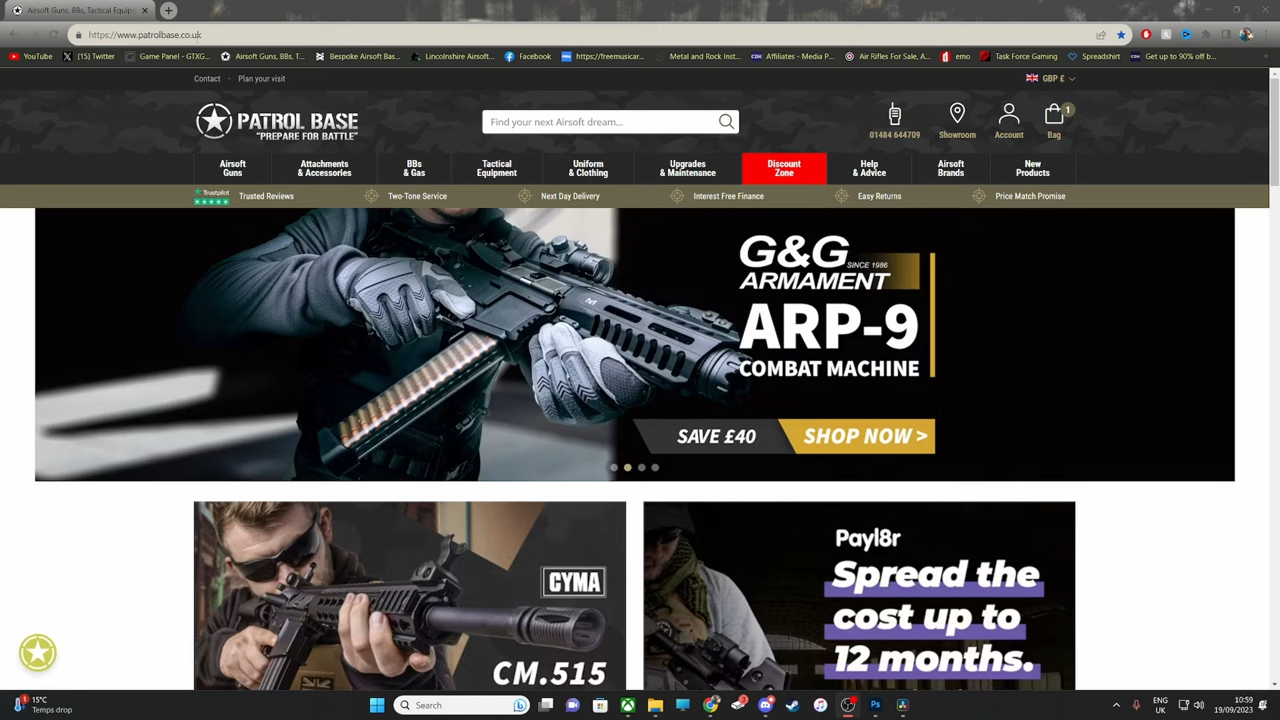 Airsoft Guns, BBs, Tactical Equip
https://www.patrolbase.co.uk
YouTube
(15) Twitter
Game Panel - GTXG...
Airsoft Guns, BBs, T...
Bespoke Airsoft Bas...
Lincolnshire Airsoft...
Facebook
https://freemusicar...
Metal and Rock Inst...
Affiliates - Media P...
Air Rifles For Sale, A...
emo
Task Force Gaming
Spreadshirt
Get up to 90% off b...
Contact · Plan your visit
GBP £
PATROL BASE
"PREPARE FOR BATTLE"
Find your next Airsoft dream...
01484 644709
Showroom
Account
1
Bag
Airsoft
Guns
Attachments
& Accessories
BBs
& Gas
Tactical
Equipment
Uniform
& Clothing
Upgrades
& Maintenance
Discount
Zone
Help
& Advice
Airsoft
Brands
New
Products
Trustpilot
Trusted Reviews
Two-Tone Service
Next Day Delivery
Interest Free Finance
Easy Returns
Price Match Promise
G&G
SINCE 1986
ARMAMENT
ARP-9
COMBAT MACHINE
SAVE £40
SHOP NOW >
CYMA
CM.515
Payl8r
Spread the
cost up to
12 months.
15°C
Temps drop
Search
ENG
UK
10:59
19/09/2023